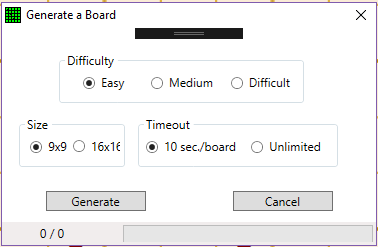 Generate a Board
Difficulty
Easy Medium Difficult
Size Timeout
9x9 16x16 10 sec./board Unlimited
Generate Cancel
0 / 0